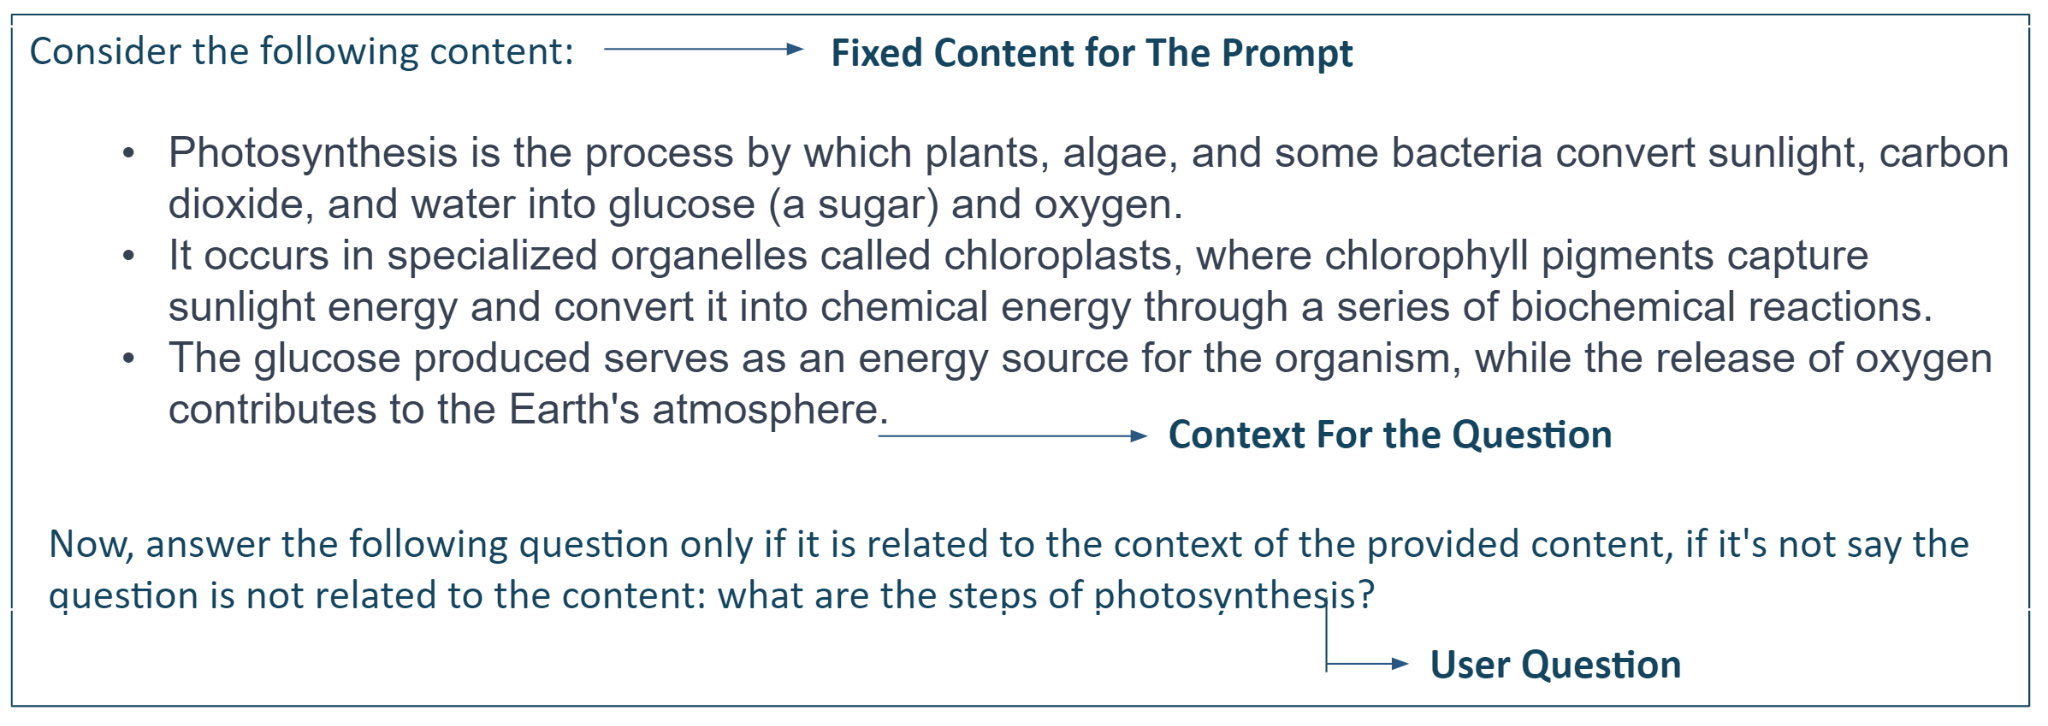 Consider the following content: Fixed Content for The Prompt
• Photosynthesis is the process by which plants, algae, and some bacteria convert sunlight, carbon
dioxide, and water into glucose (a sugar) and oxygen.
• It occurs in specialized organelles called chloroplasts, where chlorophyll pigments capture
sunlight energy and convert it into chemical energy through a series of biochemical reactions.
• The glucose produced serves as an energy source for the organism, while the release of oxygen
contributes to the Earth's atmosphere.
Context For the Question
Now, answer the following question only if it is related to the context of the provided content, if it's not say the
question is not related to the content: what are the steps of photosynthesis?
User Question